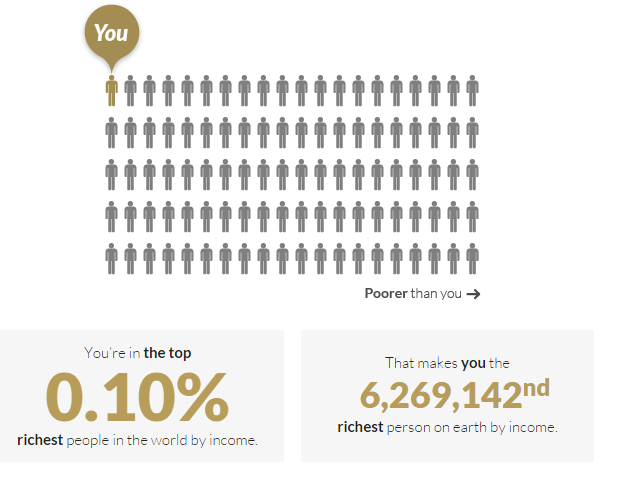 You
Poorer than you →
You're in the top
0.10%
richest people in the world by income.
That makes you the
6,269,142nd
richest person on earth by income.